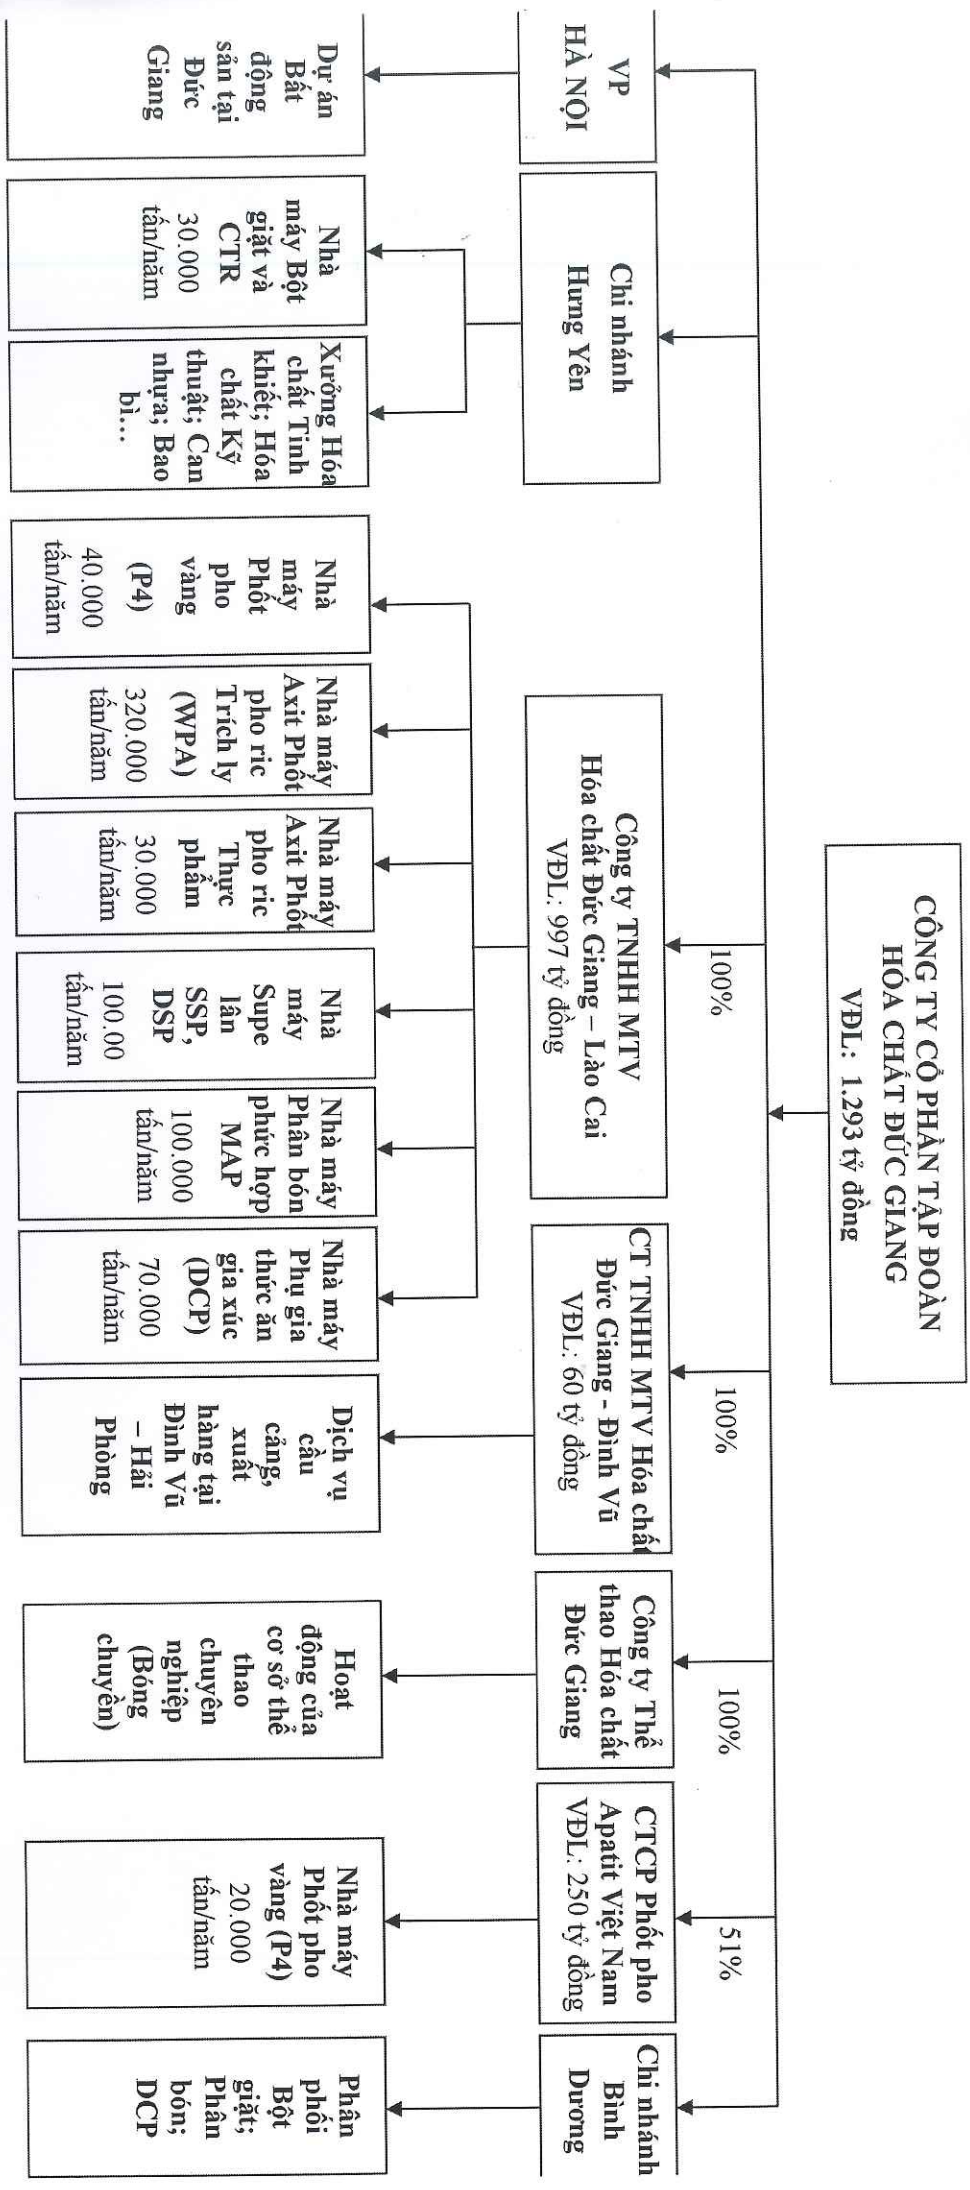 CÔNG TY CỔ PHẦN TẬP ĐOÀN
HÓA CHẤT ĐỨC GIANG
VĐL: 1.293 tỷ đồng
100%
100%
100%
51%
VP
HÀ NỘI
Chi nhánh
Hưng Yên
Công ty TNHH MTV
Hóa chất Đức Giang – Lào Cai
VĐL: 997 tỷ đồng
CT TNHH MTV Hóa chất
Đức Giang - Đình Vũ
VĐL: 60 tỷ đồng
Công ty Thể
thao Hóa chất
Đức Giang
CTCP Phốt pho
Apatit Việt Nam
VĐL: 250 tỷ đồng
Chi nhánh
Bình
Dương
Dự án
Bất
động
sản tại
Đức
Giang
Nhà
máy Bột
giặt và
CTR
30.000
tấn/năm
Xưởng Hóa
chất Tinh
khiết; Hóa
chất Kỹ
thuật; Can
nhựa; Bao
bì...
Nhà
máy
Phốt
pho
vàng
(P4)
40.000
tấn/năm
Nhà máy
Axit Phốt
pho ric
Trích ly
(WPA)
320.000
tấn/năm
Nhà máy
Axit Phốt
pho ric
Thực
phẩm
30.000
tấn/năm
Nhà
máy
Supe
lân
SSP,
DSP
100.00
tấn/năm
Nhà máy
Phân bón
phức hợp
MAP
100.000
tấn/năm
Nhà máy
Phụ gia
thức ăn
gia xúc
(DCP)
70.000
tấn/năm
Dịch vụ
cầu
cảng,
xuất
hàng tại
Đình Vũ
– Hải
Phòng
Hoạt
động của
cơ sở thể
thao
chuyên
nghiệp
(Bóng
chuyền)
Nhà máy
Phốt pho
vàng (P4)
20.000
tấn/năm
Phân
phối
Bột
giặt;
Phân
bón;
DCP